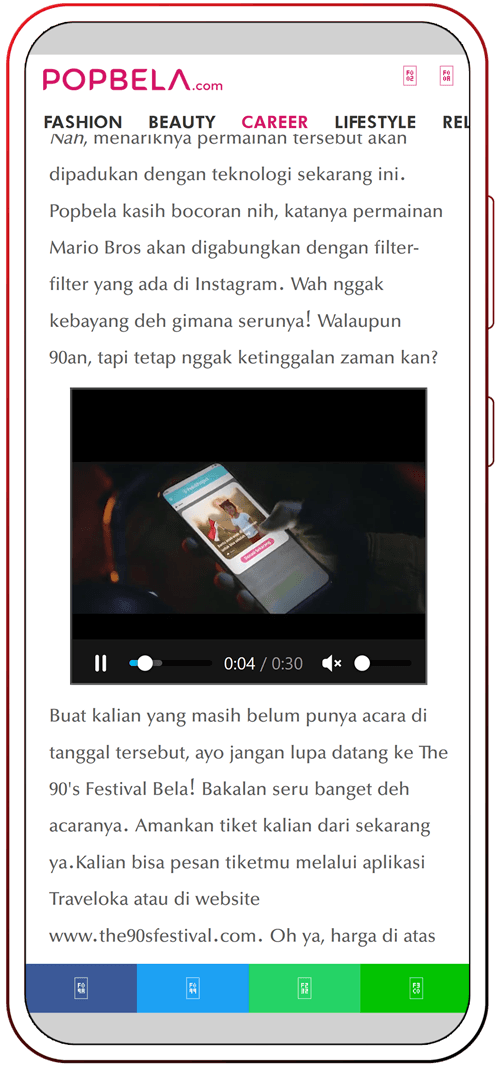 POPBELA.com
FASHION BEAUTY CAREER LIFESTYLE REL
Nah, menariknya permainan tersebut akan
dipadukan dengan teknologi sekarang ini.
Popbela kasih bocoran nih, katanya permainan
Mario Bros akan digabungkan dengan filter-
filter yang ada di Instagram. Wah nggak
kebayang deh gimana serunya! Walaupun
90an, tapi tetap nggak ketinggalan zaman kan?
0:04 / 0:30
Buat kalian yang masih belum punya acara di
tanggal tersebut, ayo jangan lupa datang ke The
90's Festival Bela! Bakalan seru banget deh
acaranya. Amankan tiket kalian dari sekarang
ya.Kalian bisa pesan tiketmu melalui aplikasi
Traveloka atau di website
www.the90sfestival.com. Oh ya, harga di atas